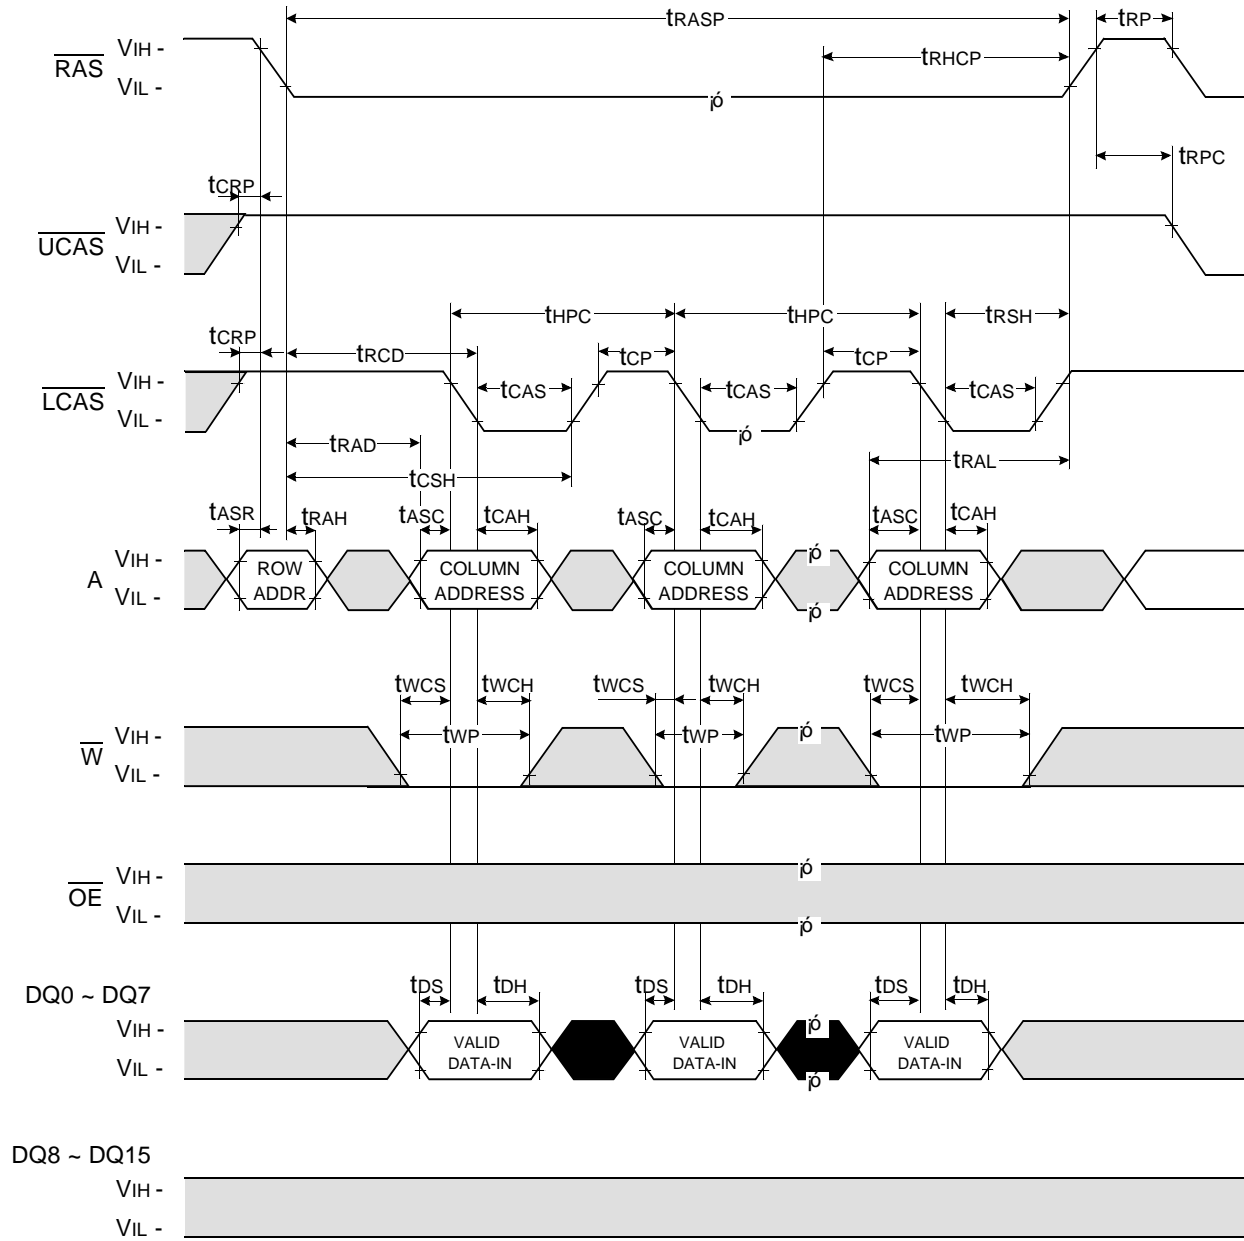 tRASP tRP
RAS VIH - tRHCP
VIL - ¡ó
tRPC
tCRP
UCAS VIH -
VIL -
tHPC tHPC tRSH
tCRP tRCD tCP tCP
LCAS VIH - tCAS tCAS tCAS
VIL - ¡ó
tRAD tRAL
tCSH
tASR tRAH tASC tCAH tASC tCAH tASC tCAH
A VIH - ROW COLUMN COLUMN ¡ó COLUMN
VIL - ADDR ADDRESS ADDRESS ¡ó ADDRESS
tWCS tWCH tWCS tWCH tWCS tWCH
W VIH - tWP tWP ¡ó tWP
VIL -
OE VIH - ¡ó
VIL - ¡ó
tDS tDH tDS tDH tDS tDH
DQ0 ~ DQ7
VIH - VALID VALID ¡ó VALID
VIL - DATA-IN DATA-IN ¡ó DATA-IN
DQ8 ~ DQ15
VIH -
VIL -